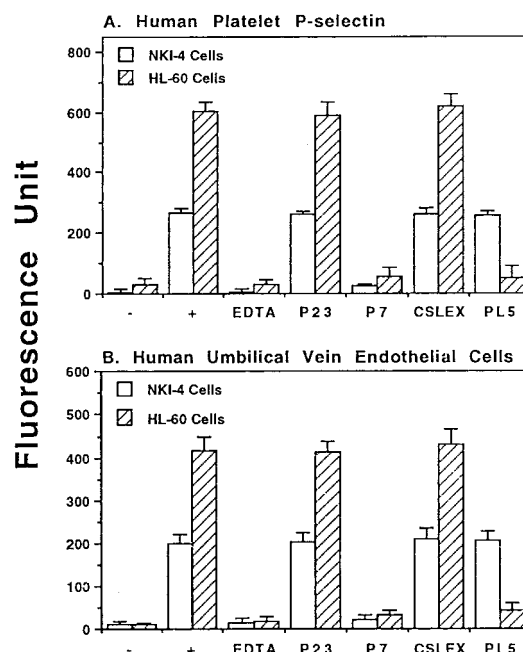 A. Human Platelet P-selectin
800
600
400
200
0
NKI-4 Cells
HL-60 Cells
- + EDTA P23 P7 CSLEX PL5
Fluorescence Unit
B. Human Umbilical Vein Endothelial Cells
600
500
400
300
200
100
0
NKI-4 Cells
HL-60 Cells
- + EDTA P23 P7 CSLEX PL5